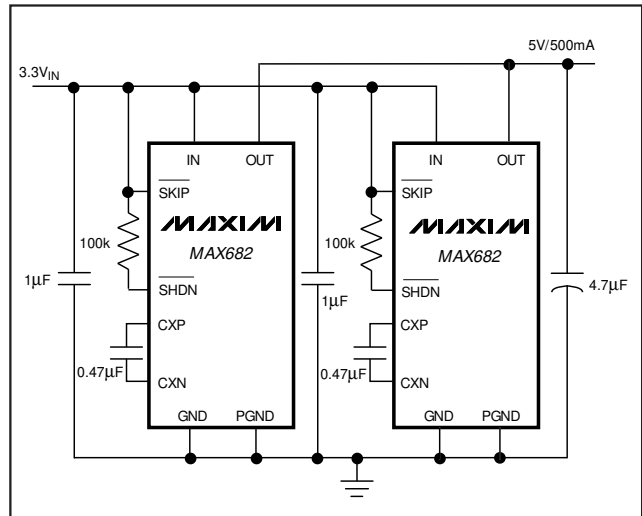 5V/500mA
3.3VIN
IN OUT IN OUT
SKIP SKIP
MAXIM MAXIM
100k MAX682 100k MAX682
1µF SHDN 1µF SHDN 4.7µF
CXP CXP
0.47µF 0.47µF
CXN CXN
GND PGND GND PGND